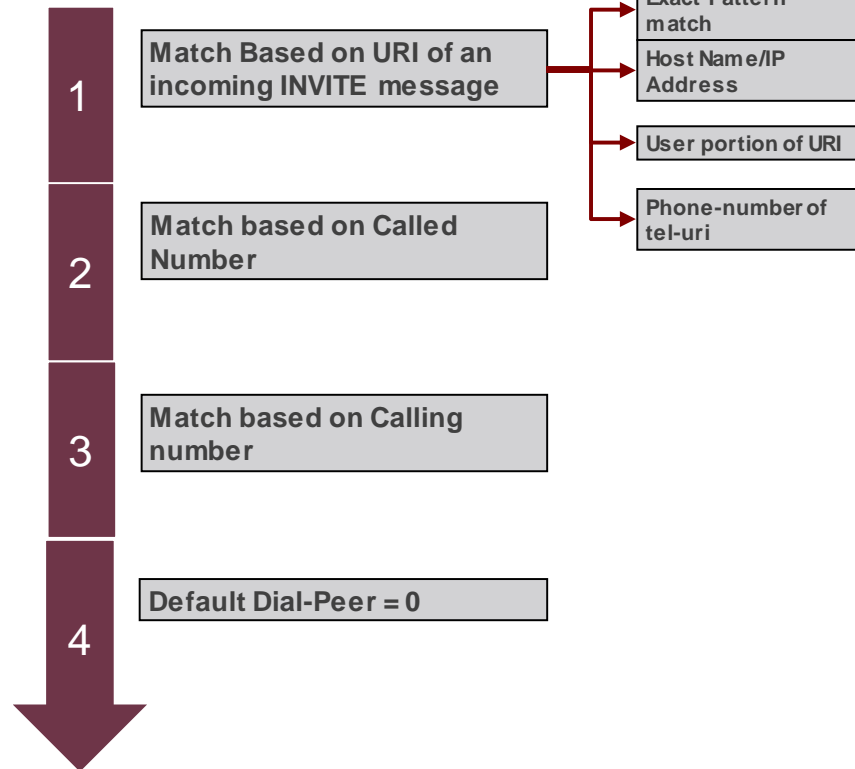 Exact Pattern
match
1
Match Based on URI of an
incoming INVITE message
Host Name/IP
Address
User portion of URI
Phone-number of
tel-uri
2
Match based on Called
Number
3
Match based on Calling
number
4
Default Dial-Peer = 0